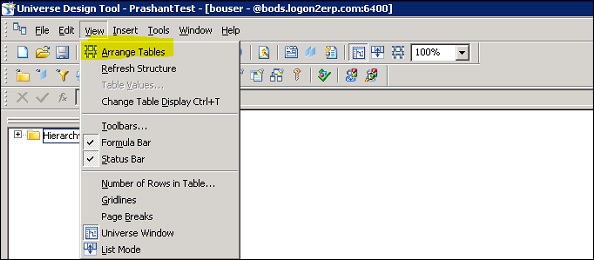 Universe Design Tool - PrashantTest - [bouser - @bods.logon2erp.com:6400]
File Edit View Insert Tools Window Help
Arrange Tables
100%
Refresh Structure
Table Values...
Change Table Display Ctrl+T
Toolbars...
Hierarch
Formula Bar
Status Bar
Number of Rows in Table...
Gridlines
Page Breaks
Universe Window
List Mode